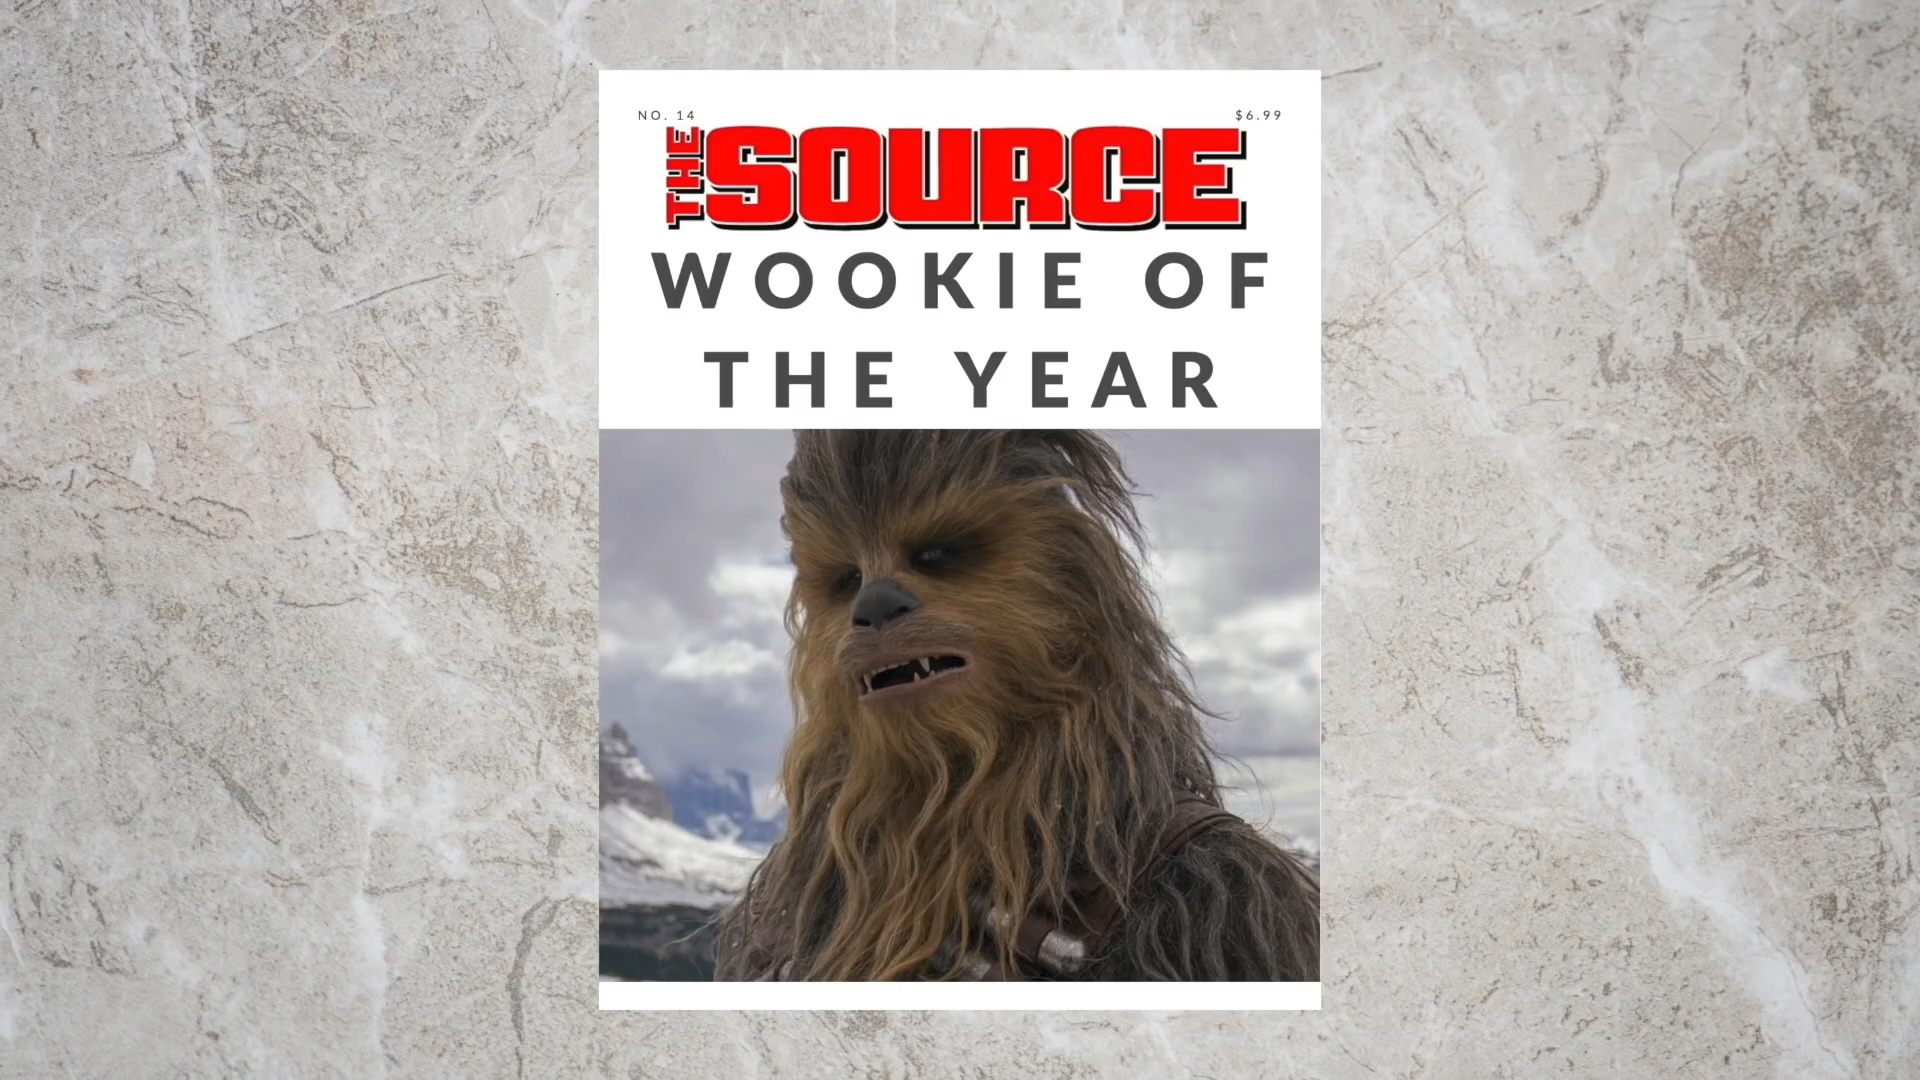 NO. 14
$6.99
THE SOURCE
WOOKIE OF
THE YEAR